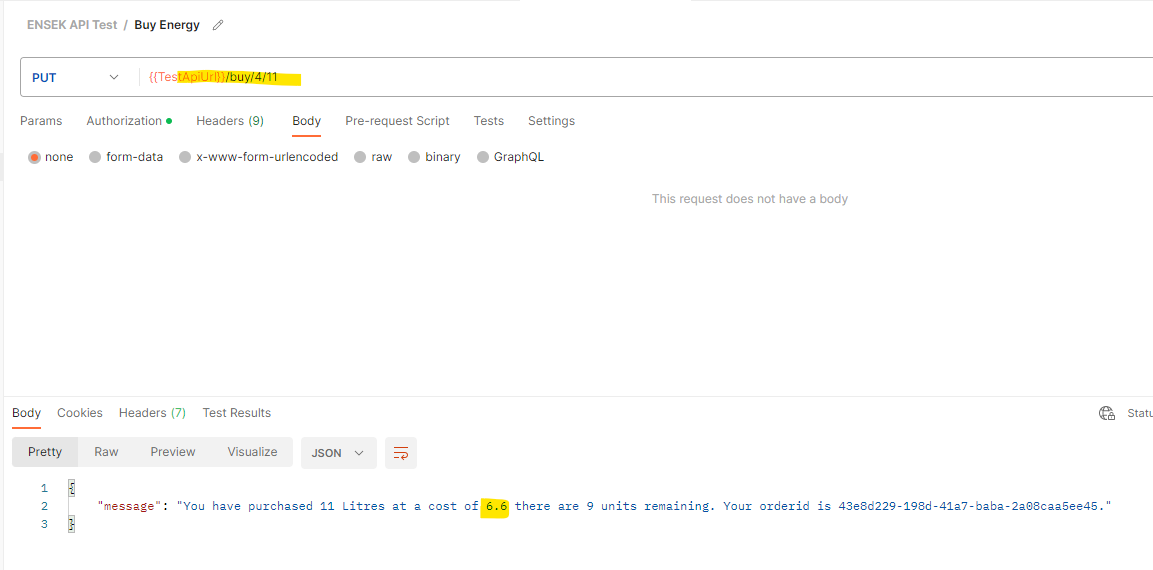 ENSEK API Test / Buy Energy
PUT {{TestApiUrl}}/buy/4/11
Params Authorization Headers (9) Body Pre-request Script Tests Settings
none form-data x-www-form-urlencoded raw binary GraphQL
This request does not have a body
Body Cookies Headers (7) Test Results Statu
Pretty Raw Preview Visualize JSON
1 {
2 "message": "You have purchased 11 Litres at a cost of 6.6 there are 9 units remaining. Your orderid is 43e8d229-198d-41a7-baba-2a08caa5ee45."
3 }